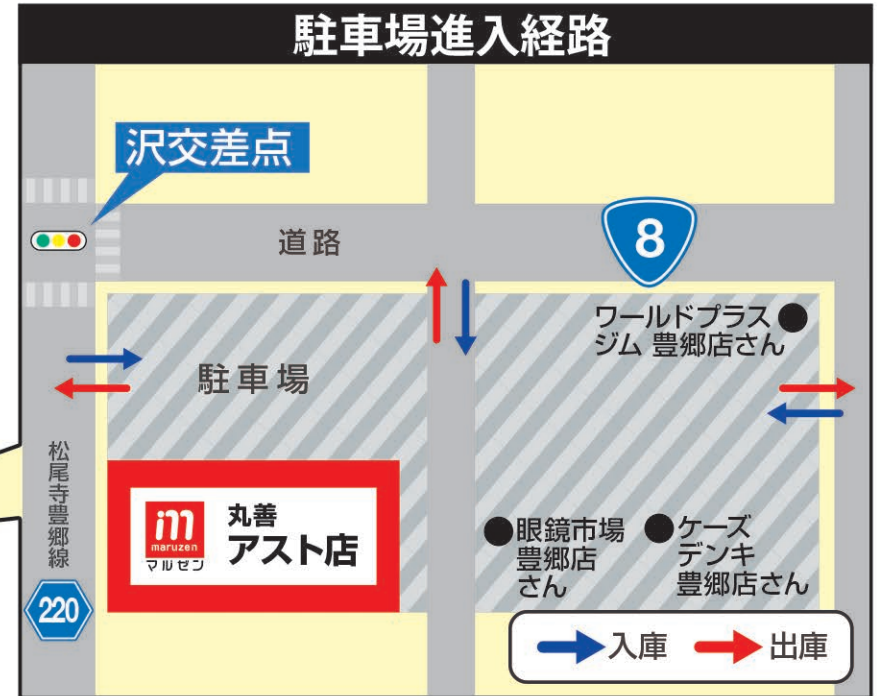 駐車場進入経路
沢交差点
道路
8
ワールドプラス
ジム 豊郷店さん
駐車場
松尾寺豊郷線
220
m
maruzen
マルゼン
丸善
アスト店
眼鏡市場
豊郷店
さん
ケーズ
デンキ
豊郷店さん
入庫
出庫